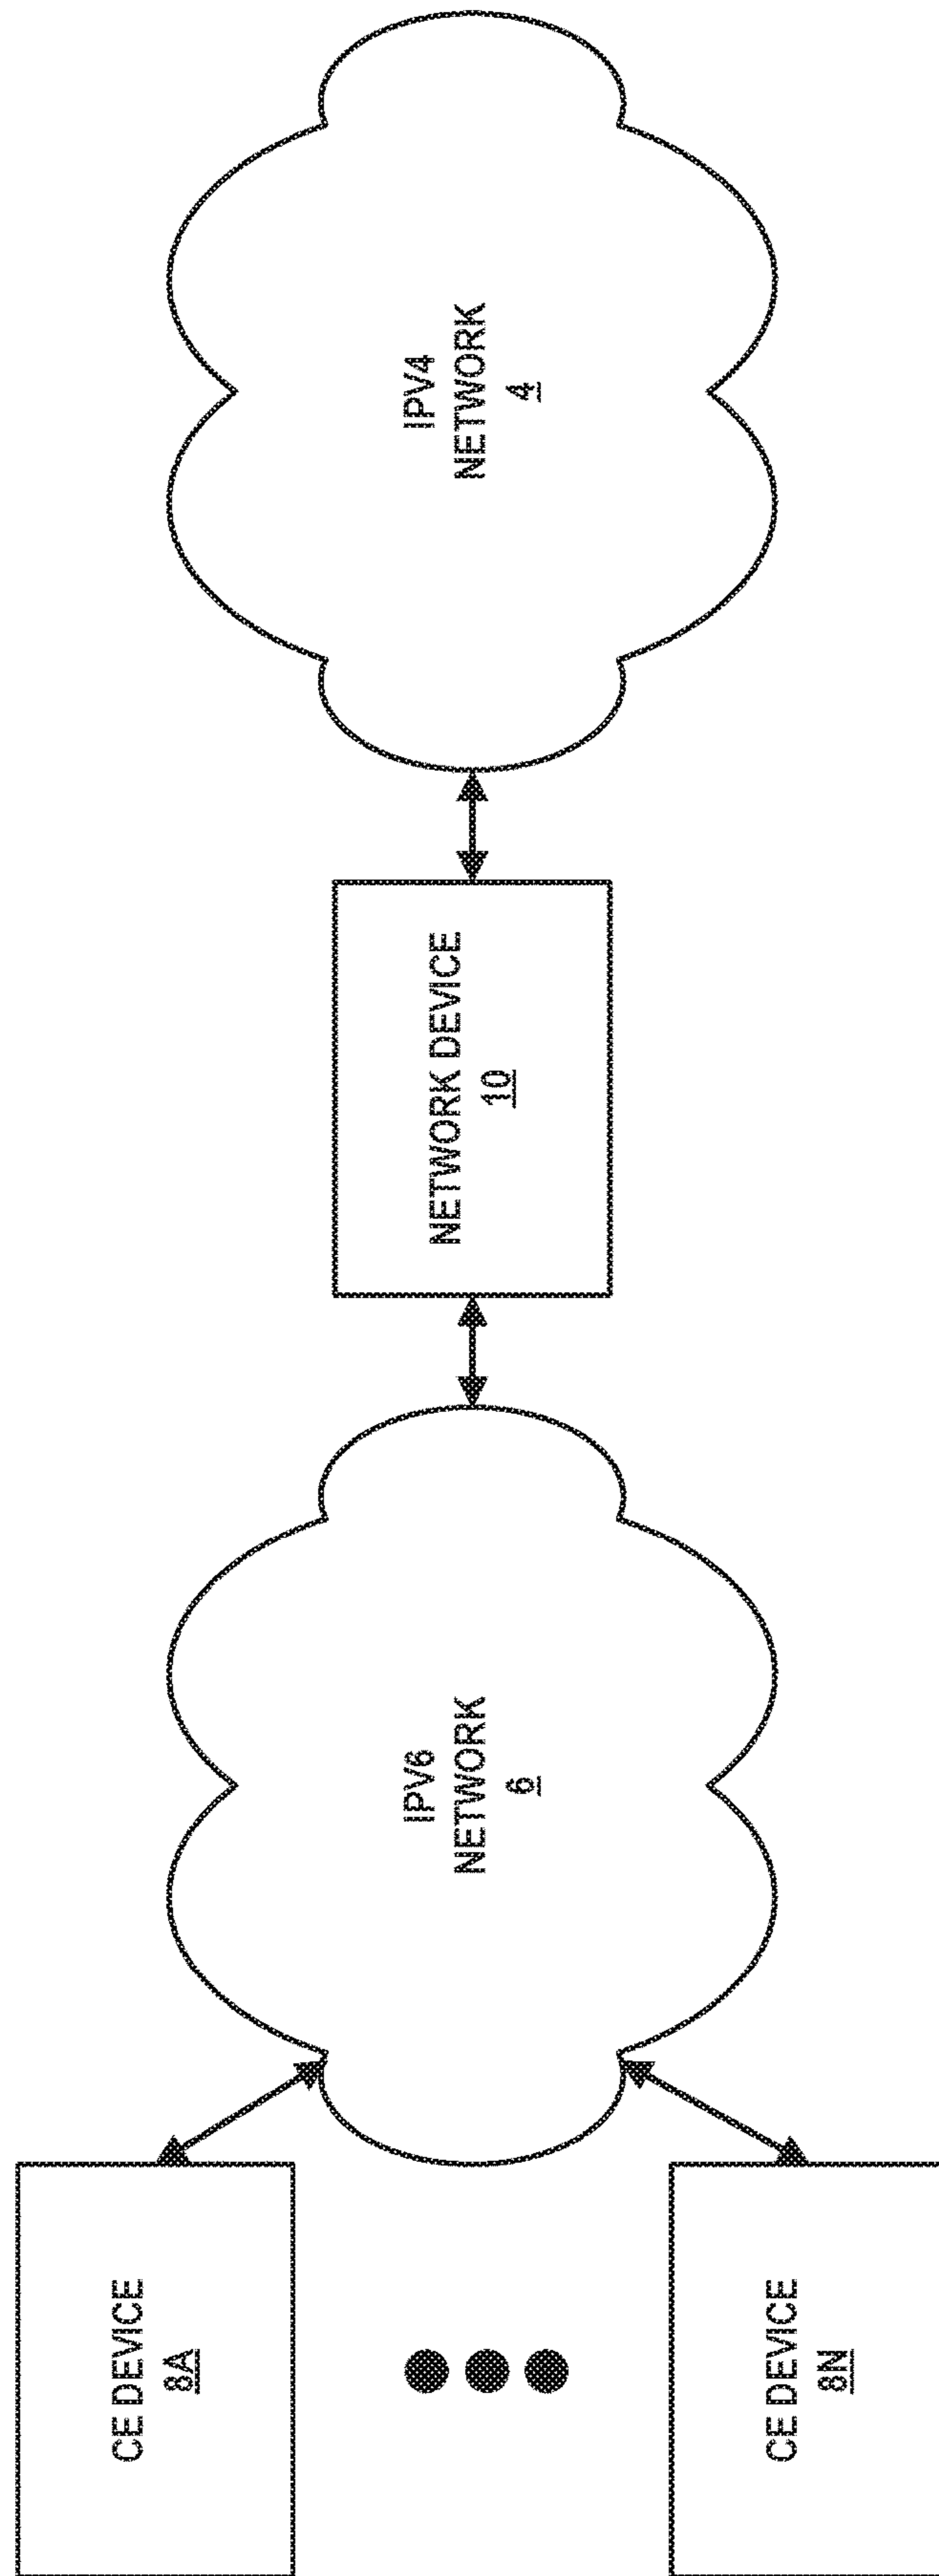 CE DEVICE
8A
CE DEVICE
8N
IPV6
NETWORK
6
NETWORK DEVICE
10
IPV4
NETWORK
4